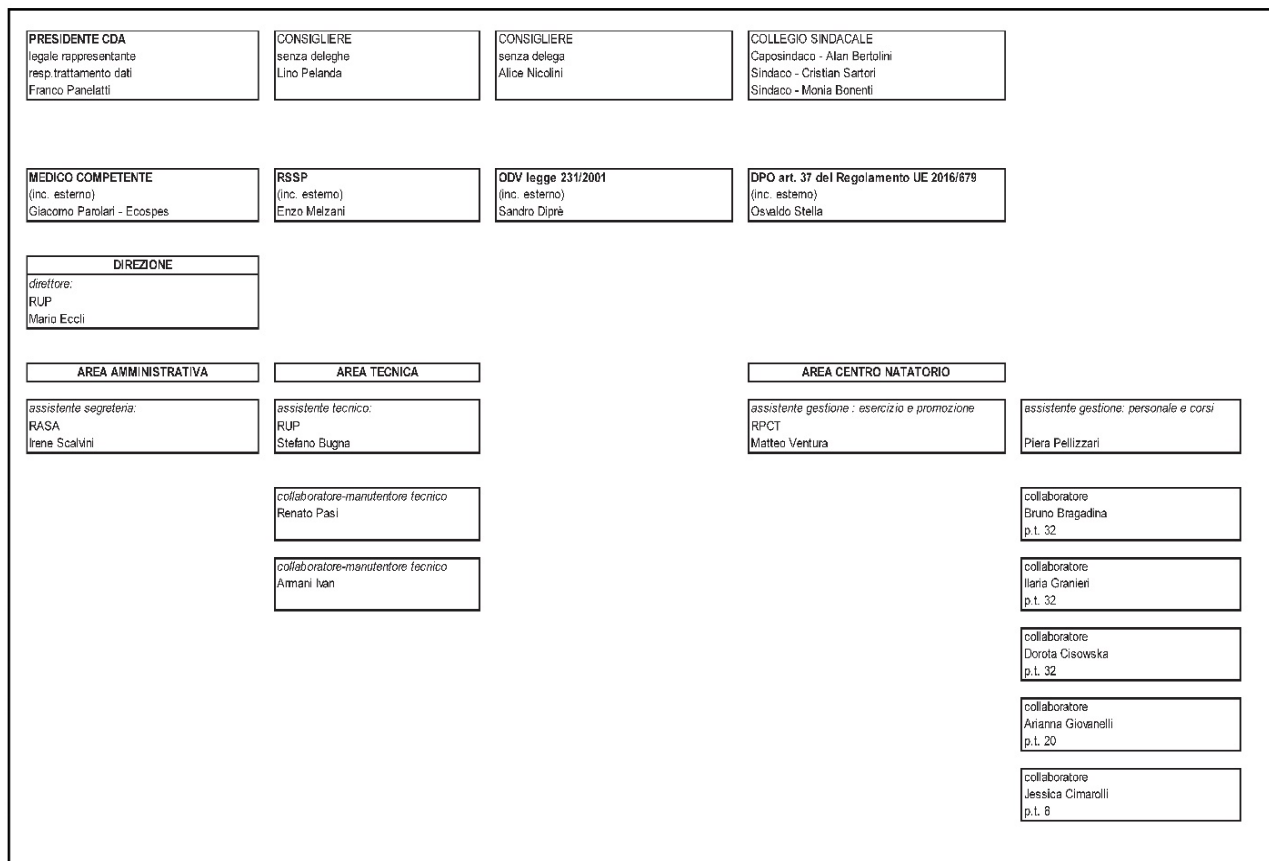 PRESIDENTE CDA
legale rappresentante
resp.trattamento dati
Franco Panelatti
CONSIGLIERE
senza deleghe
Lino Pelanda
CONSIGLIERE
senza delega
Alice Nicolini
COLLEGIO SINDACALE
Caposindaco - Alan Bertolini
Sindaco - Cristian Sartori
Sindaco - Monia Bonenti
MEDICO COMPETENTE
(inc. esterno)
Giacomo Parolari - Ecospes
RSSP
(inc. esterno)
Enzo Melzani
ODV legge 231/2001
(inc. esterno)
Sandro Diprè
DPO art. 37 del Regolamento UE 2016/679
(inc. esterno)
Osvaldo Stella
DIREZIONE
direttore:
RUP
Mario Eccli
AREA AMMINISTRATIVA
AREA TECNICA
AREA CENTRO NATATORIO
assistente segreteria:
RASA
Irene Scalvini
assistente tecnico:
RUP
Stefano Bugna
assistente gestione : esercizio e promozione
RPCT
Matteo Ventura
assistente gestione: personale e corsi
Piera Pellizzari
collaboratore-manutentore tecnico
Renato Pasi
collaboratore
Bruno Bragadina
p.t. 32
collaboratore-manutentore tecnico
Armani Ivan
collaboratore
Ilaria Granieri
p.t. 32
collaboratore
Dorota Cisowska
p.t. 32
collaboratore
Arianna Giovanelli
p.t. 20
collaboratore
Jessica Cimarolli
p.t. 8